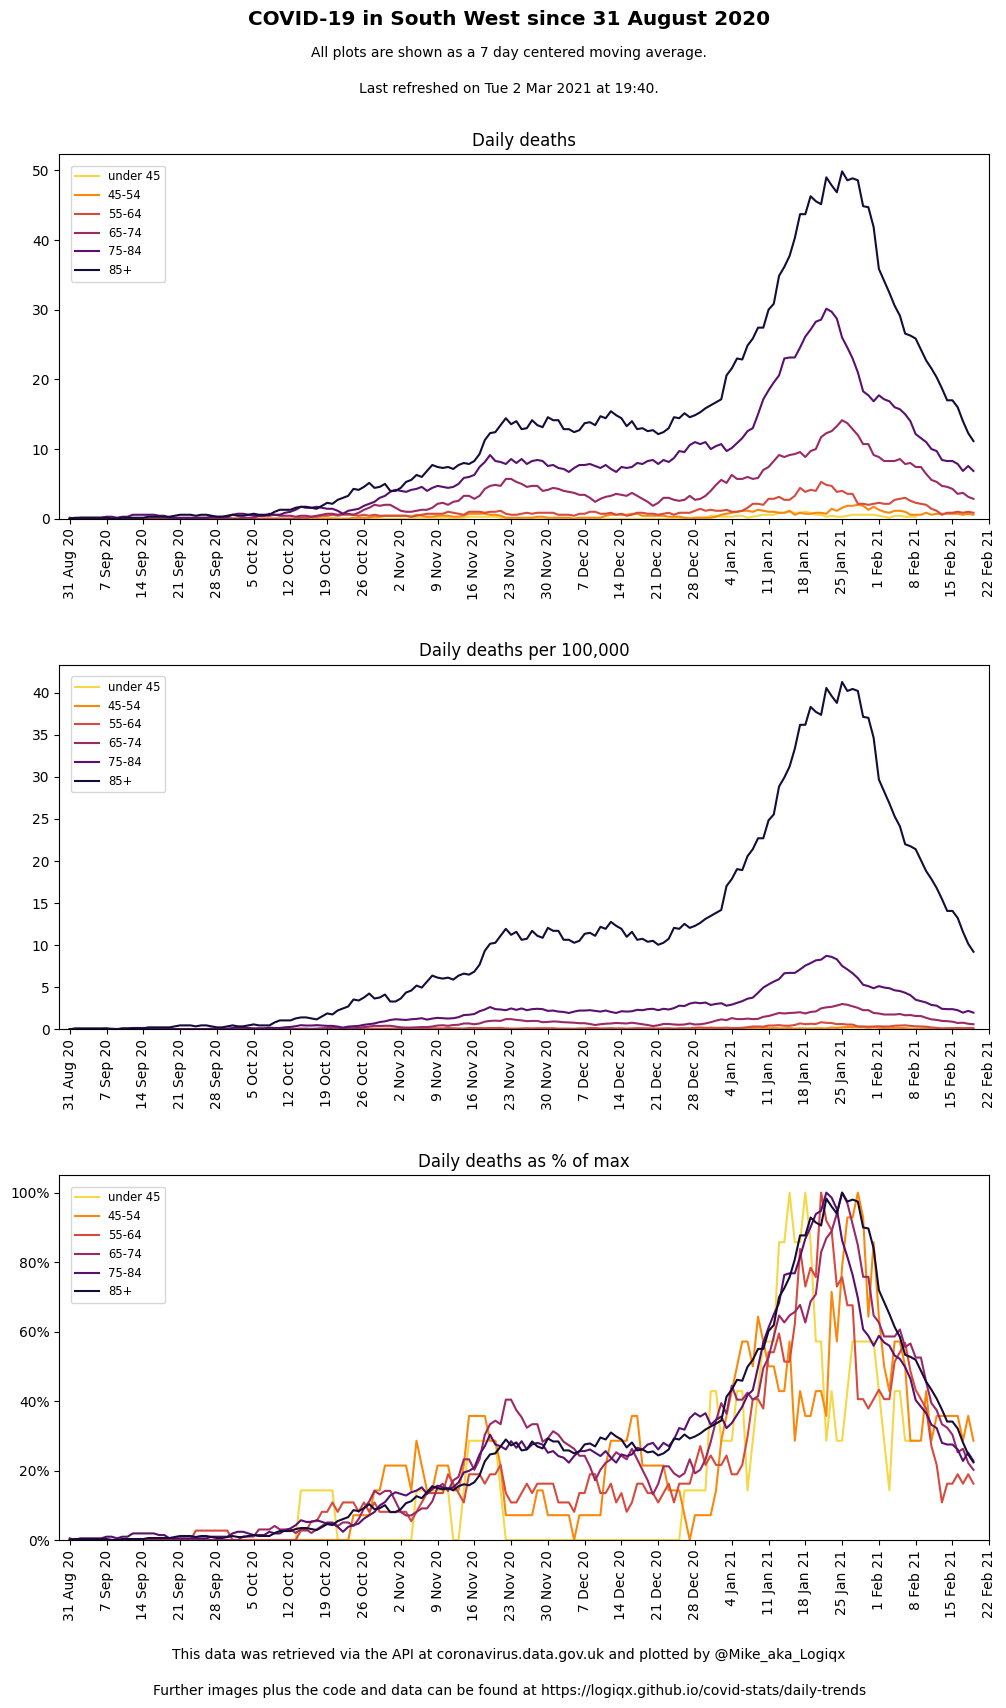 COVID-19 in South West since 31 August 2020
All plots are shown as a 7 day centered moving average.
Last refreshed on Tue 2 Mar 2021 at 19:40.
Daily deaths
50
40
30
20
10
0
under 45
45-54
55-64
65-74
75-84
85+
31 Aug 20
7 Sep 20
14 Sep 20
21 Sep 20
28 Sep 20
5 Oct 20
12 Oct 20
19 Oct 20
26 Oct 20
2 Nov 20
9 Nov 20
16 Nov 20
23 Nov 20
30 Nov 20
7 Dec 20
14 Dec 20
21 Dec 20
28 Dec 20
4 Jan 21
11 Jan 21
18 Jan 21
25 Jan 21
1 Feb 21
8 Feb 21
15 Feb 21
22 Feb 21
Daily deaths per 100,000
40
35
30
25
20
15
10
5
0
under 45
45-54
55-64
65-74
75-84
85+
31 Aug 20
7 Sep 20
14 Sep 20
21 Sep 20
28 Sep 20
5 Oct 20
12 Oct 20
19 Oct 20
26 Oct 20
2 Nov 20
9 Nov 20
16 Nov 20
23 Nov 20
30 Nov 20
7 Dec 20
14 Dec 20
21 Dec 20
28 Dec 20
4 Jan 21
11 Jan 21
18 Jan 21
25 Jan 21
1 Feb 21
8 Feb 21
15 Feb 21
22 Feb 21
Daily deaths as % of max
100%
80%
60%
40%
20%
0%
under 45
45-54
55-64
65-74
75-84
85+
31 Aug 20
7 Sep 20
14 Sep 20
21 Sep 20
28 Sep 20
5 Oct 20
12 Oct 20
19 Oct 20
26 Oct 20
2 Nov 20
9 Nov 20
16 Nov 20
23 Nov 20
30 Nov 20
7 Dec 20
14 Dec 20
21 Dec 20
28 Dec 20
4 Jan 21
11 Jan 21
18 Jan 21
25 Jan 21
1 Feb 21
8 Feb 21
15 Feb 21
22 Feb 21
This data was retrieved via the API at coronavirus.data.gov.uk and plotted by @Mike_aka_Logiqx
Further images plus the code and data can be found at https://logiqx.github.io/covid-stats/daily-trends